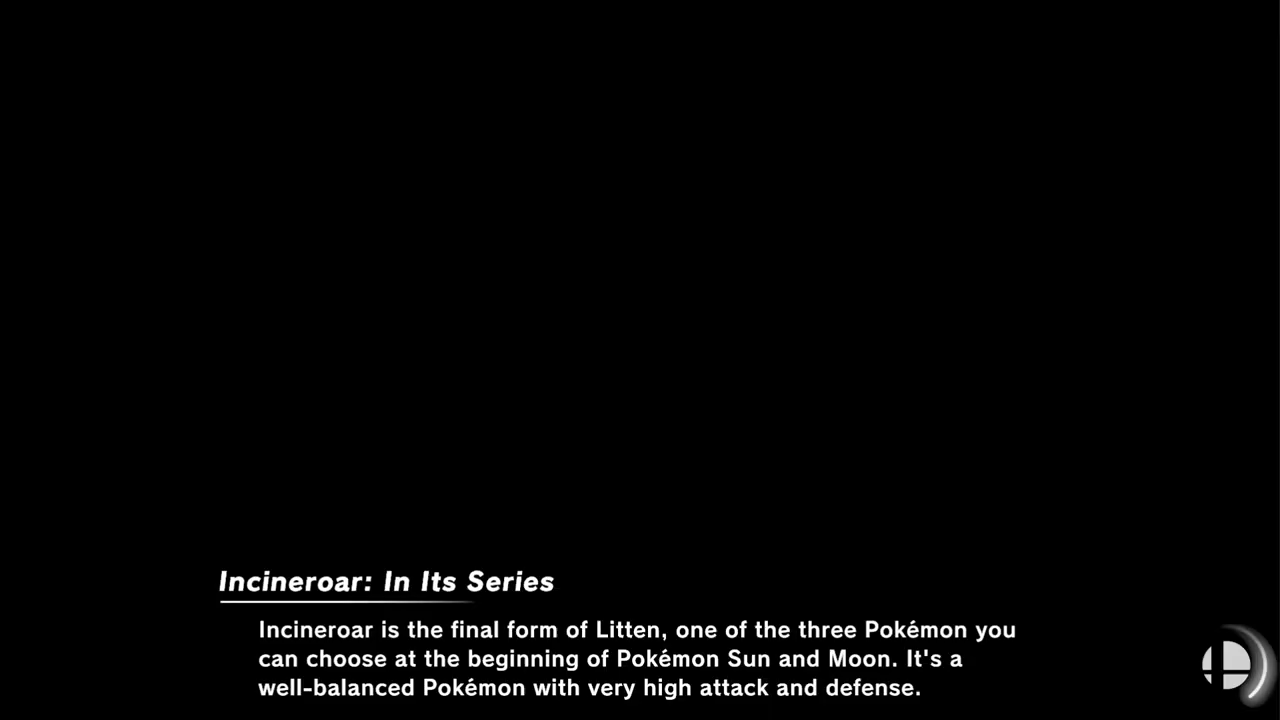 Incineroar: In Its Series
Incineroar is the final form of Litten, one of the three Pokémon you
can choose at the beginning of Pokémon Sun and Moon. It's a
well-balanced Pokémon with very high attack and defense.